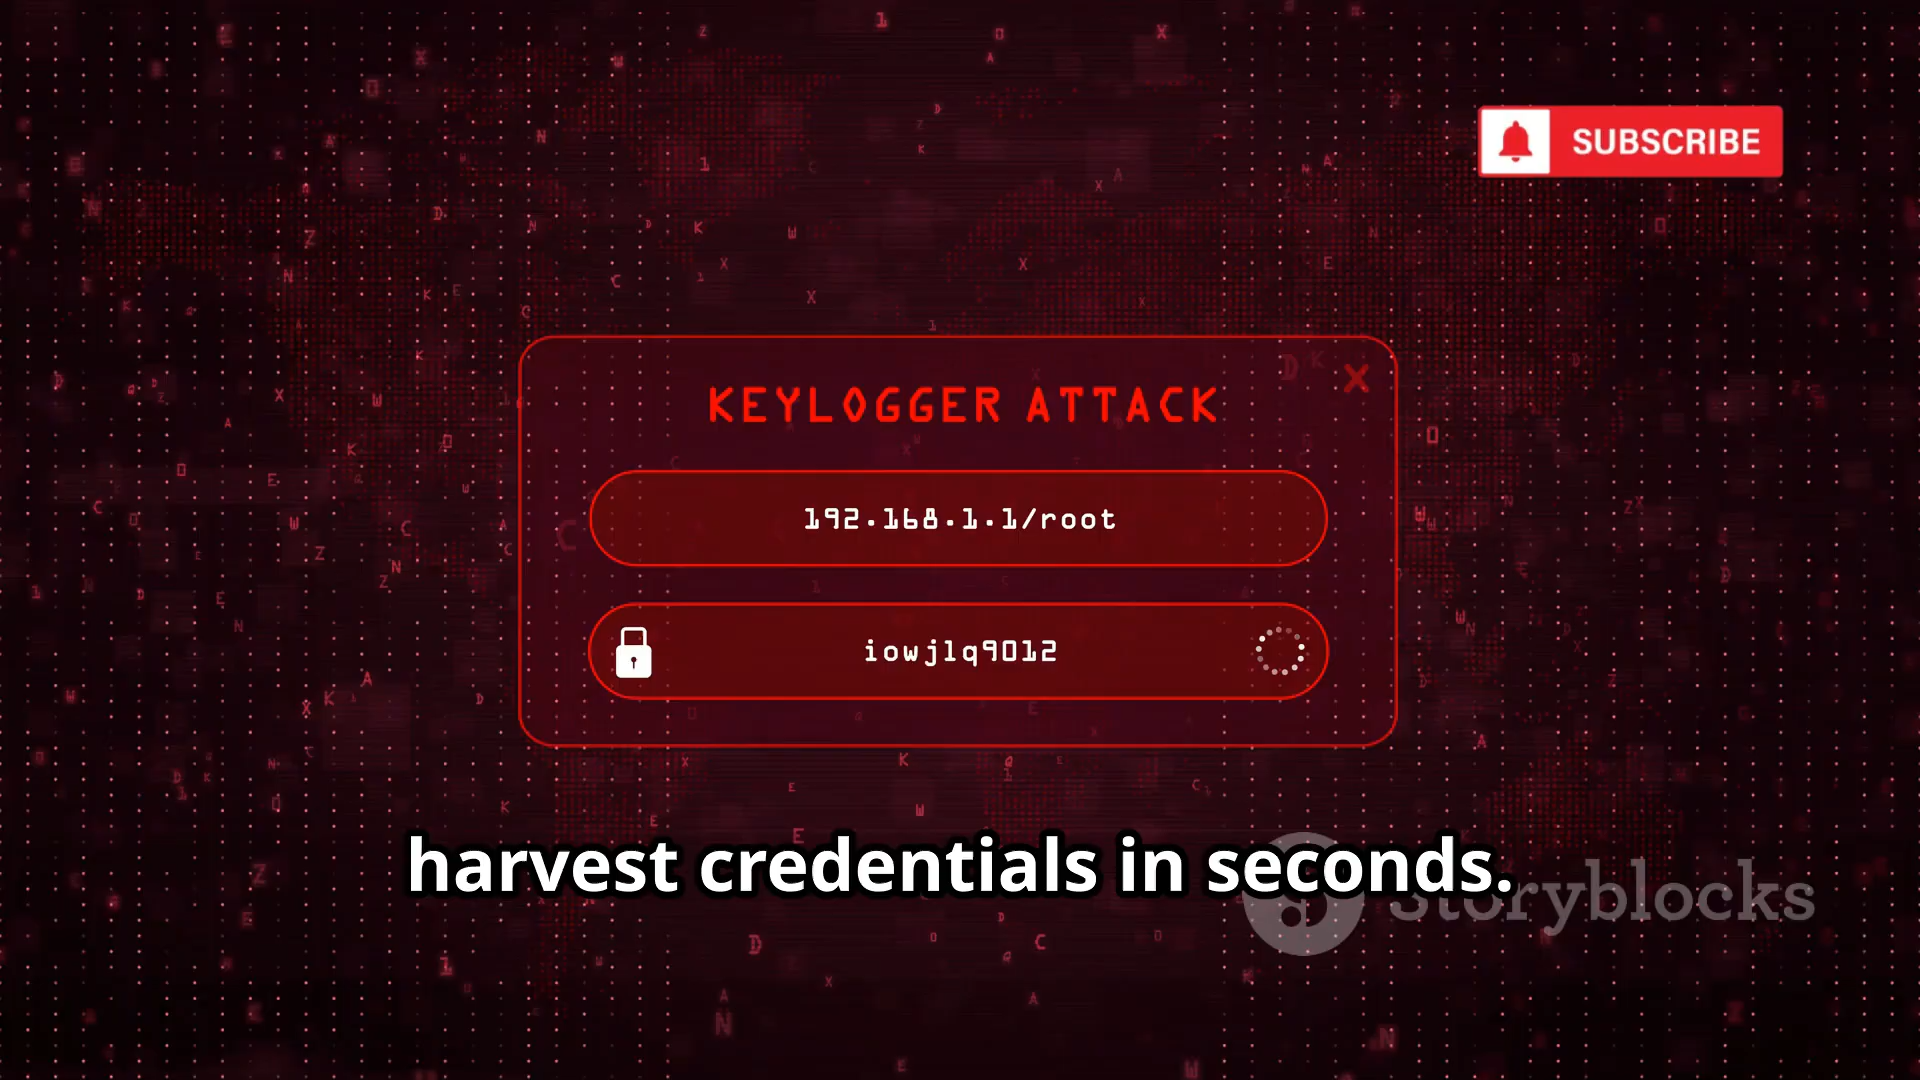 SUBSCRIBE
KEYLOGGER ATTACK
192.168.1.1/root
iowjlq9012
harvest credentials in seconds.
Storyblocks